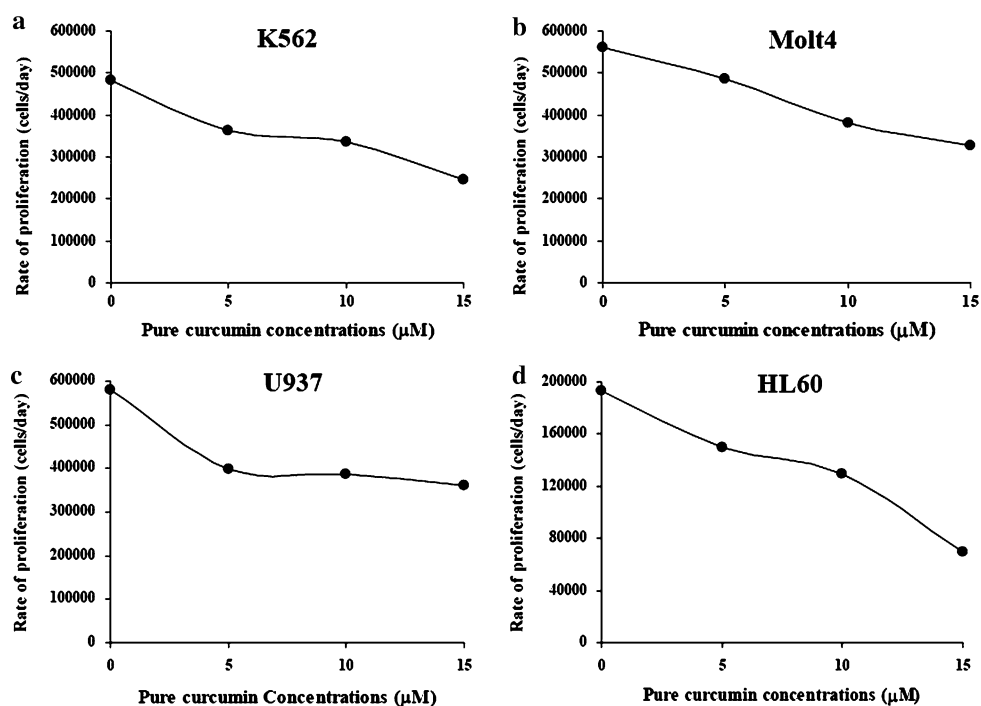 a
K562
Rate of proliferation (cells/day)
600000
500000
400000
300000
200000
100000
0
0 5 10 15
Pure curcumin concentrations (μM)
b
Molt4
Rate of proliferation (cells/day)
600000
500000
400000
300000
200000
100000
0
0 5 10 15
Pure curcumin concentrations (μM)
c
U937
Rate of proliferation (cells/day)
600000
500000
400000
300000
200000
100000
0
0 5 10 15
Pure curcumin Concentrations (μM)
d
HL60
Rate of proliferation (cells/day)
200000
160000
120000
80000
40000
0
0 5 10 15
Pure curcumin concentrations (μM)